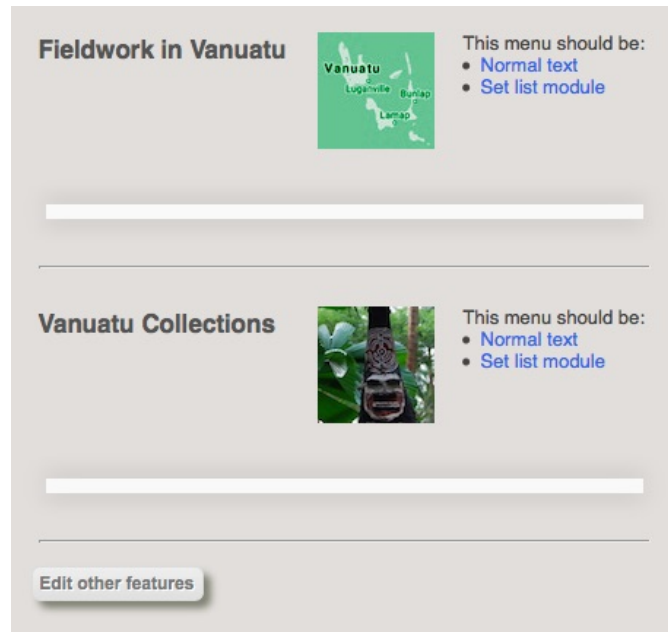 Fieldwork in Vanuatu
Vanuatu
Luganville
Bunlap
Lamap
This menu should be:
• Normal text
• Set list module
Vanuatu Collections
This menu should be:
• Normal text
• Set list module
Edit other features